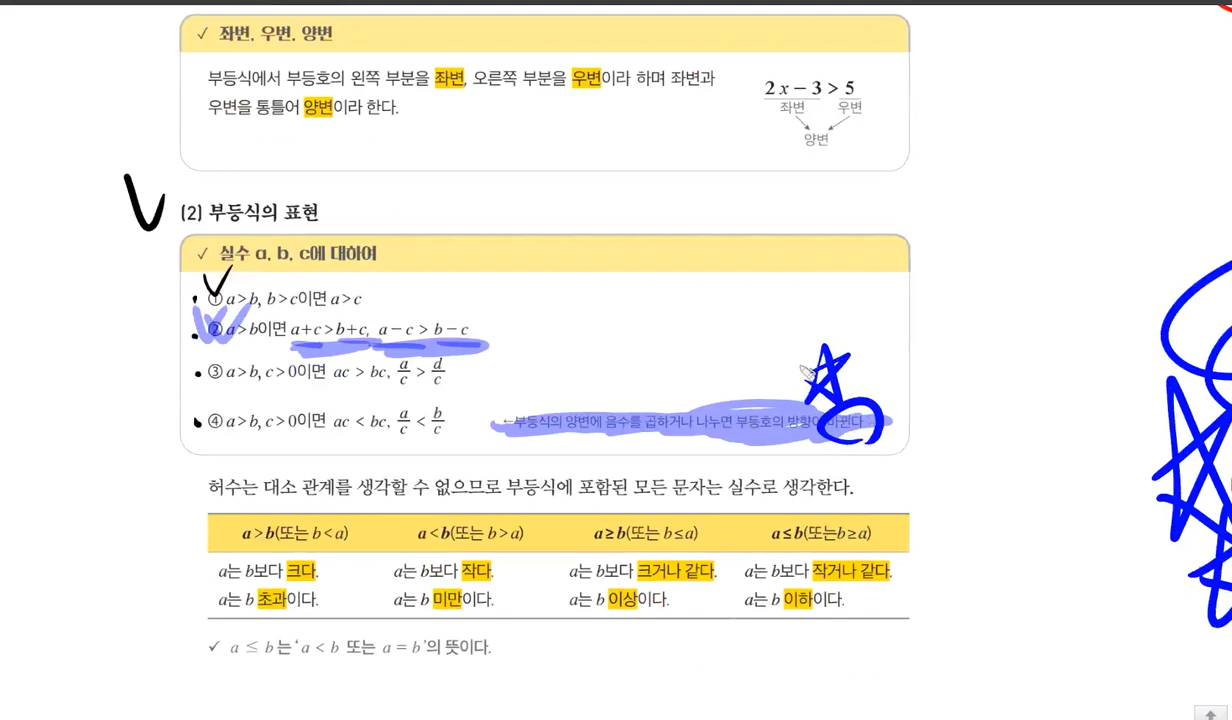 ✓ 좌변, 우변, 양변
부등식에서 부등호의 왼쪽 부분을 좌변, 오른쪽 부분을 우변이라 하며 좌변과
우변을 통틀어 양변이라 한다.
2x − 3 > 5
좌변 우변
양변
(2) 부등식의 표현
✓ 실수 a, b, c에 대하여
① a>b, b>c이면 a>c
② a>b이면 a+c>b+c, a−c > b−c
③ a>b, c>0이면 ac > bc, a/c > d/c
④ a>b, c>0이면 ac < bc, a/c < b/c ←부등식의 양변에 음수를 곱하거나 나누면 부등호의 방향이 바뀐다
허수는 대소 관계를 생각할 수 없으므로 부등식에 포함된 모든 문자는 실수로 생각한다.
a>b(또는 b<a) a<b(또는 b>a) a≥b(또는 b≤a) a≤b(또는b≥a)
a는 b보다 크다. a는 b보다 작다. a는 b보다 크거나 같다. a는 b보다 작거나 같다.
a는 b 초과이다. a는 b 미만이다. a는 b 이상이다. a는 b 이하이다.
✓ a ≤ b는 ‘a < b 또는 a = b’의 뜻이다.